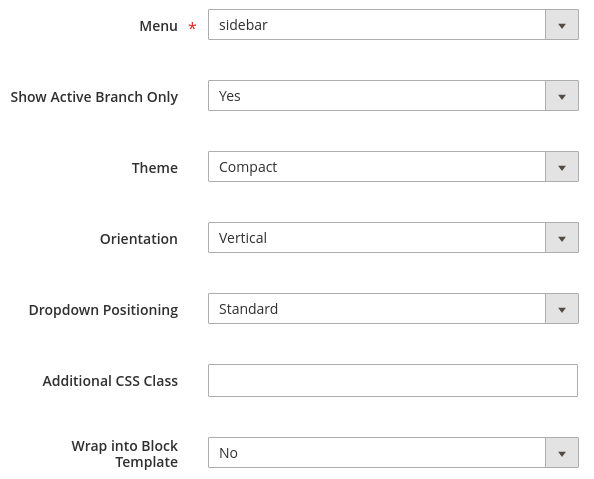 Menu * sidebar
Show Active Branch Only Yes
Theme Compact
Orientation Vertical
Dropdown Positioning Standard
Additional CSS Class
Wrap into Block
Template No